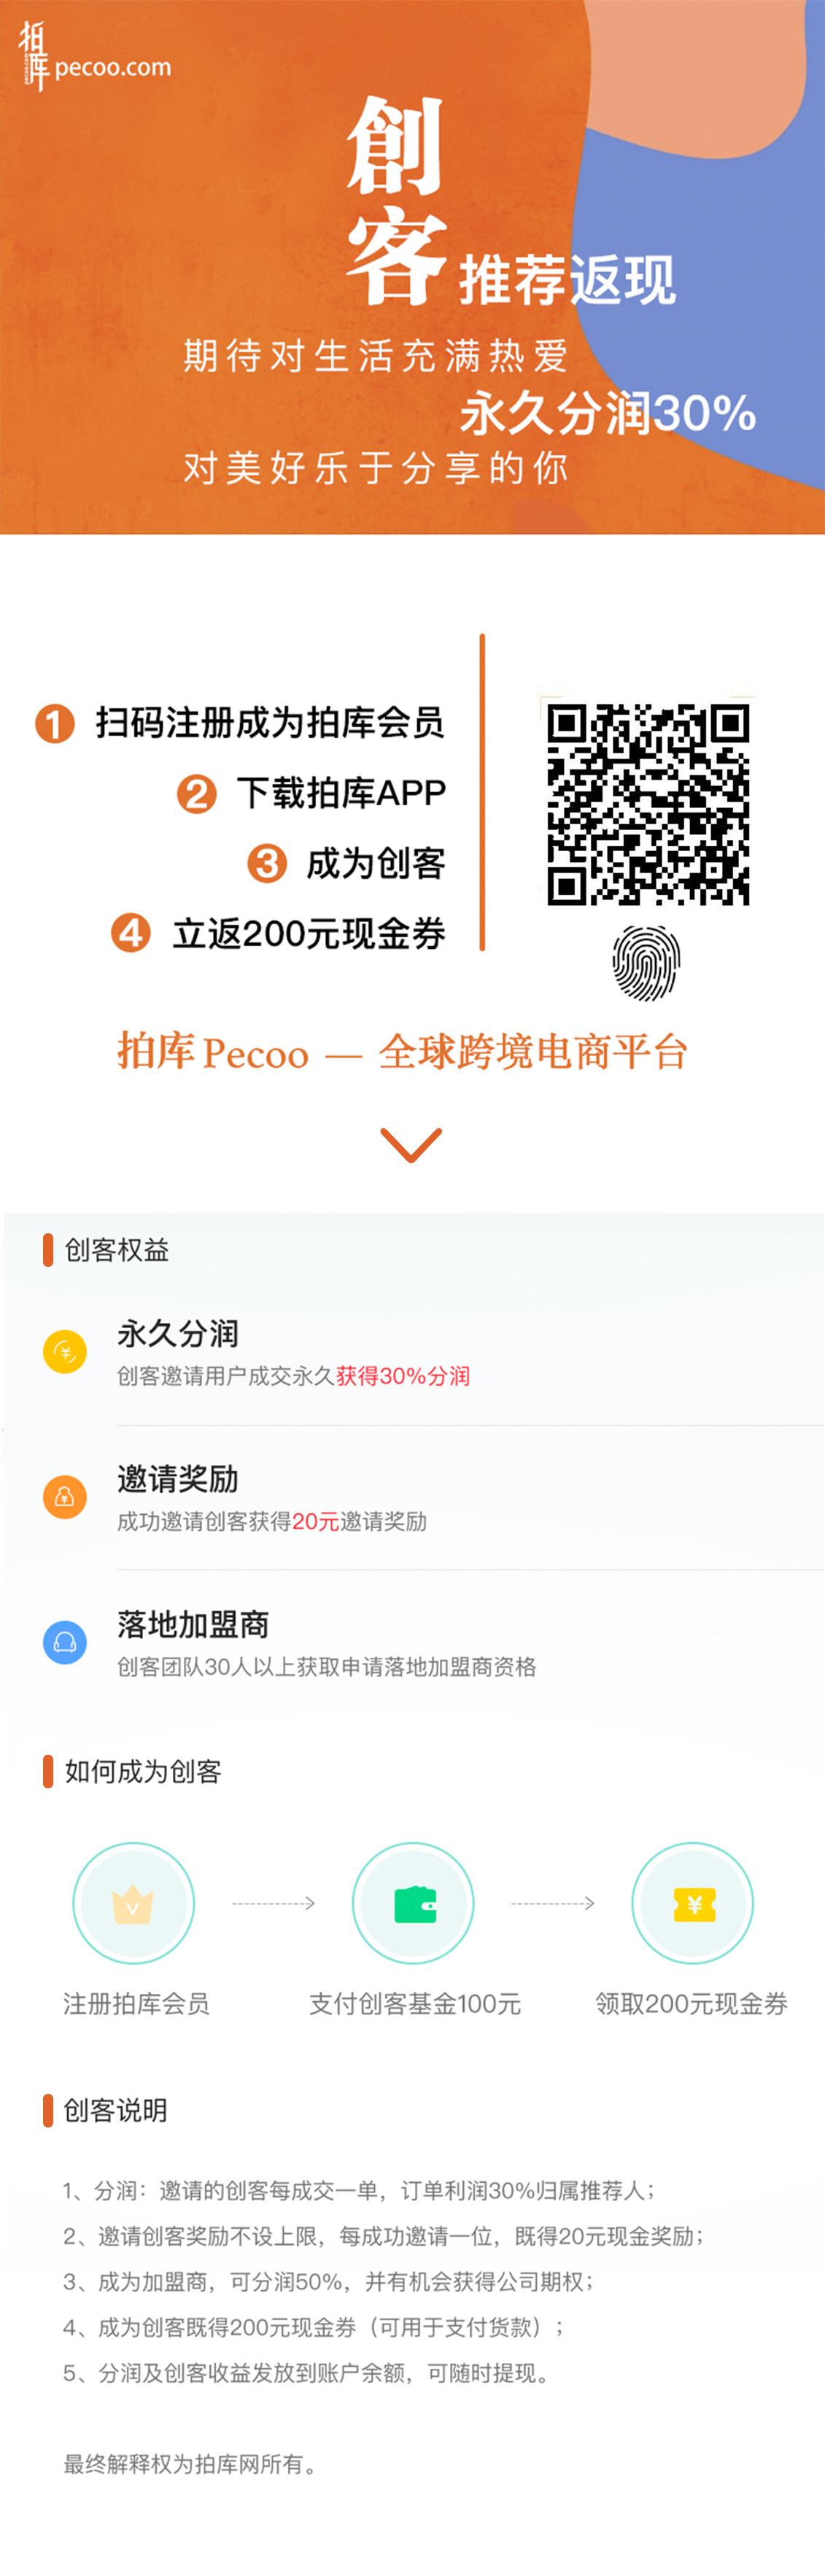 拍库
pecoo.com
創
客
推荐返现
期待对生活充满热爱
永久分润30%
对美好乐于分享的你
1 扫码注册成为拍库会员
2 下载拍库APP
3 成为创客
4 立返200元现金券
拍库 Pecoo — 全球跨境电商平台
创客权益
永久分润
创客邀请用户成交永久获得30%分润
邀请奖励
成功邀请创客获得20元邀请奖励
落地加盟商
创客团队30人以上获取申请落地加盟商资格
如何成为创客
注册拍库会员
支付创客基金100元
领取200元现金券
创客说明
1、分润：邀请的创客每成交一单，订单利润30%归属推荐人；
2、邀请创客奖励不设上限，每成功邀请一位，既得20元现金奖励；
3、成为加盟商，可分润50%，并有机会获得公司期权；
4、成为创客既得200元现金券（可用于支付货款）；
5、分润及创客收益发放到账户余额，可随时提现。
最终解释权为拍库网所有。